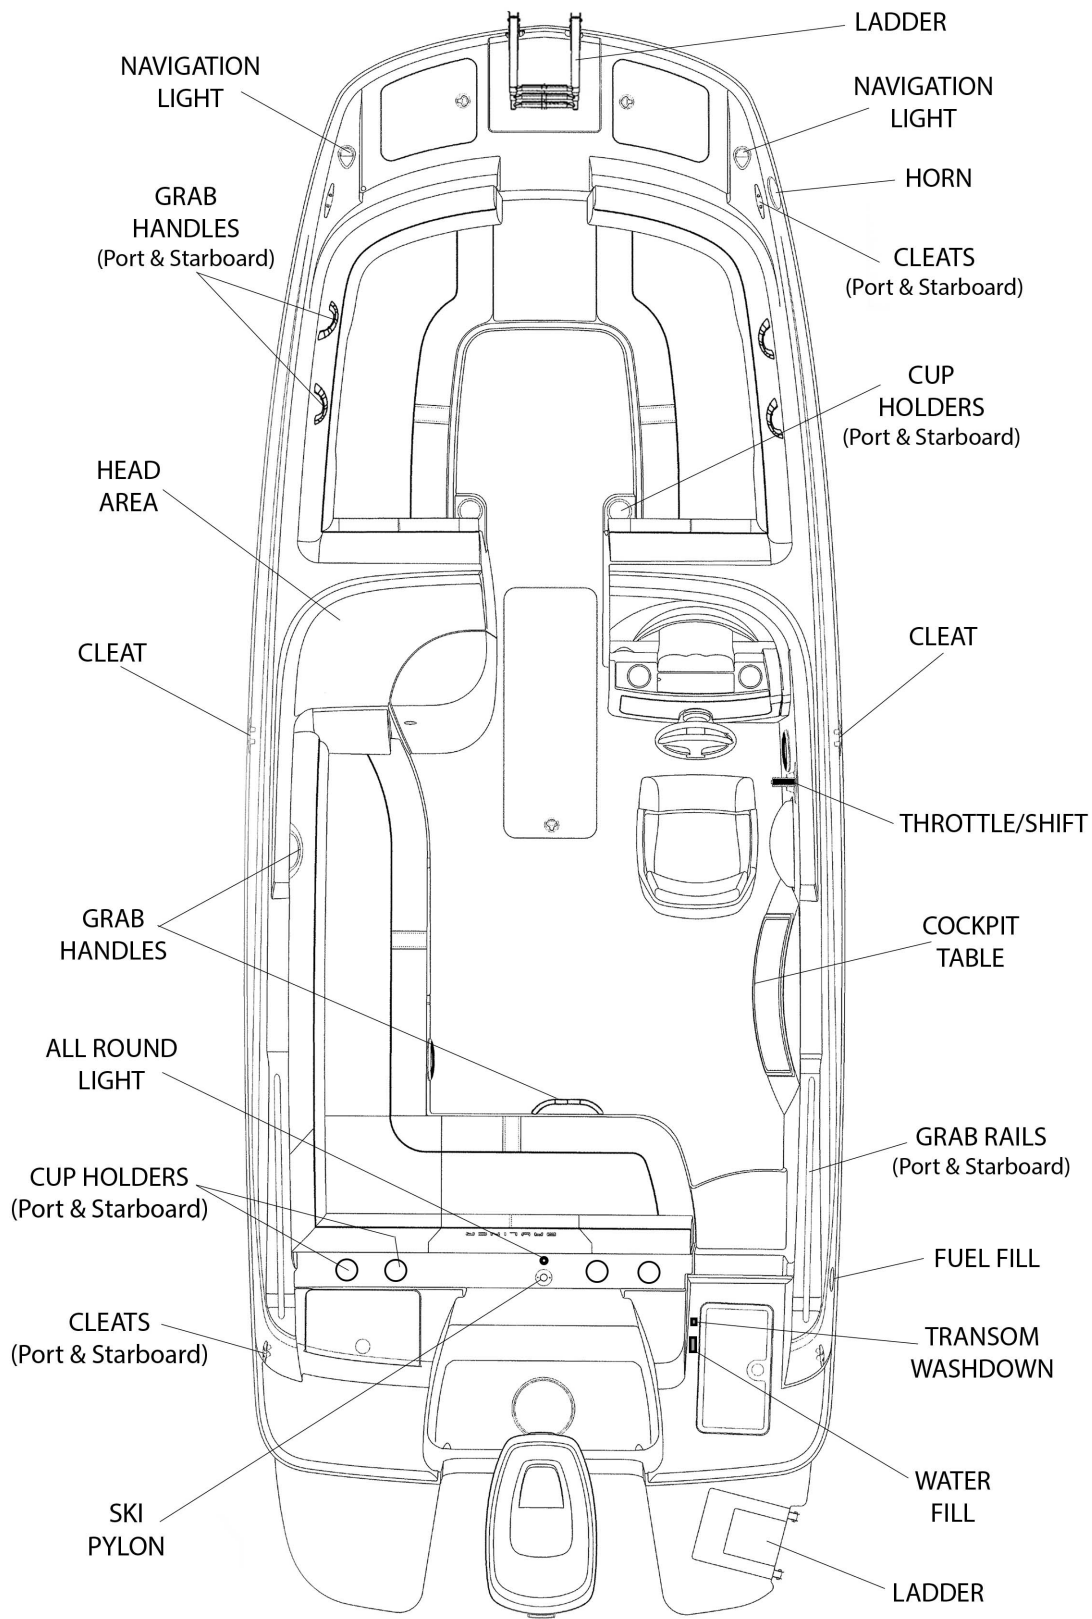 LADDER
NAVIGATION
LIGHT
NAVIGATION
LIGHT
HORN
GRAB
HANDLES
(Port & Starboard)
CLEATS
(Port & Starboard)
CUP
HOLDERS
(Port & Starboard)
HEAD
AREA
CLEAT
CLEAT
THROTTLE/SHIFT
GRAB
HANDLES
COCKPIT
TABLE
ALL ROUND
LIGHT
GRAB RAILS
(Port & Starboard)
CUP HOLDERS
(Port & Starboard)
BAYLINER
FUEL FILL
CLEATS
(Port & Starboard)
TRANSOM
WASHDOWN
WATER
FILL
SKI
PYLON
LADDER